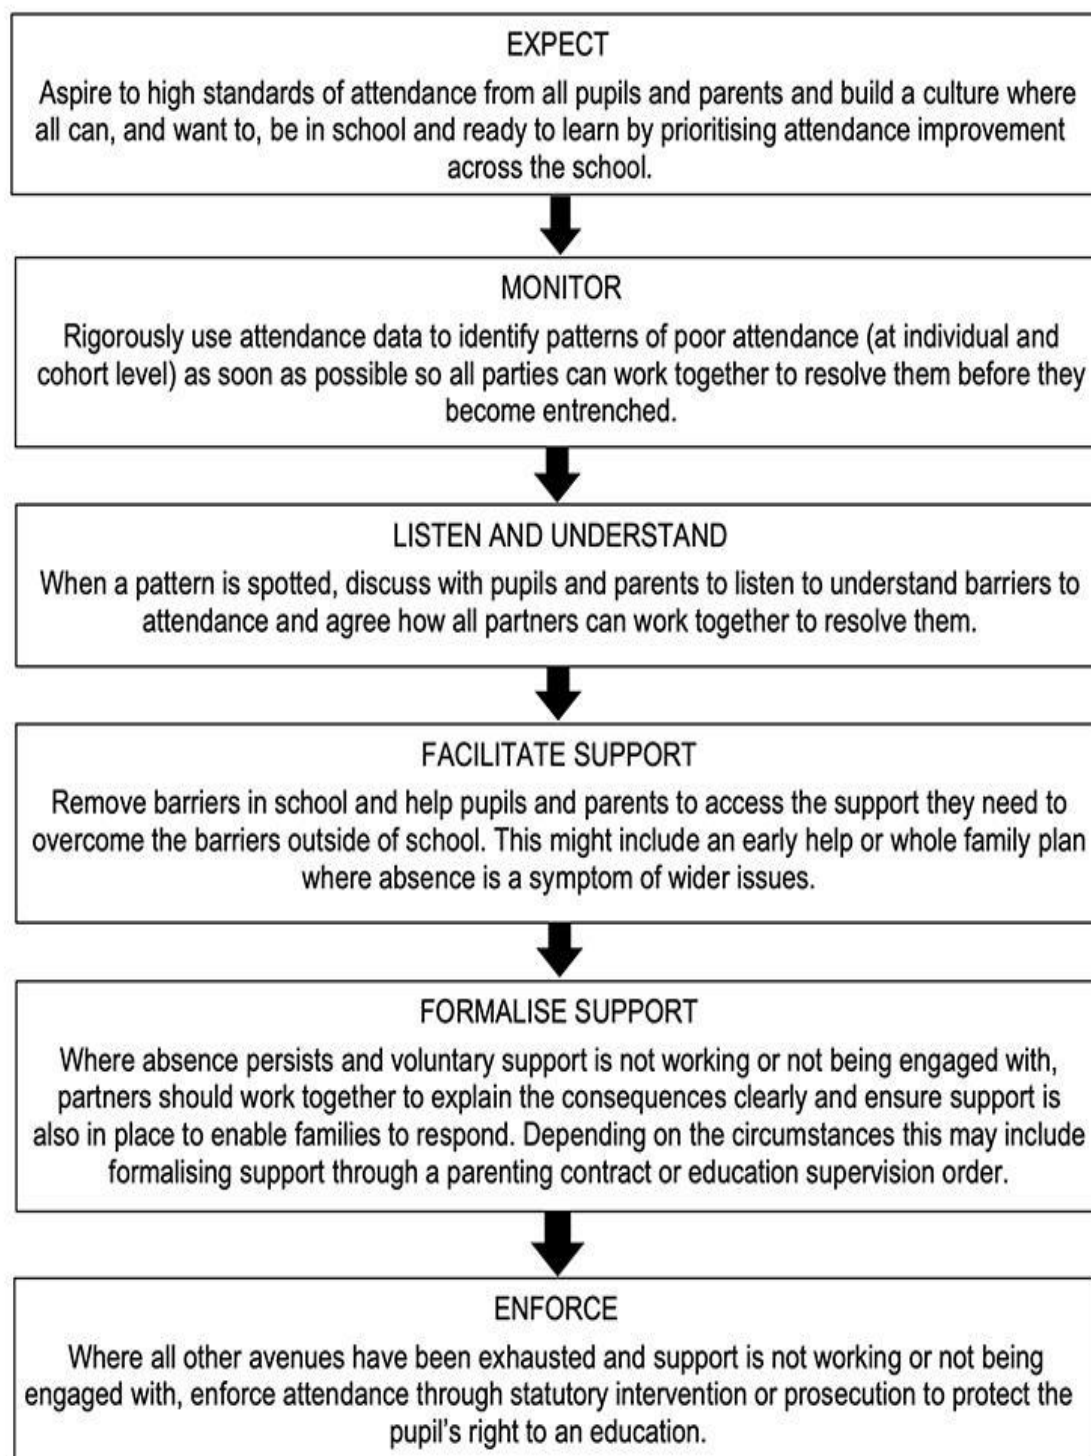 EXPECT
Aspire to high standards of attendance from all pupils and parents and build a culture where
all can, and want to, be in school and ready to learn by prioritising attendance improvement
across the school.
MONITOR
Rigorously use attendance data to identify patterns of poor attendance (at individual and
cohort level) as soon as possible so all parties can work together to resolve them before they
become entrenched.
LISTEN AND UNDERSTAND
When a pattern is spotted, discuss with pupils and parents to listen to understand barriers to
attendance and agree how all partners can work together to resolve them.
FACILITATE SUPPORT
Remove barriers in school and help pupils and parents to access the support they need to
overcome the barriers outside of school. This might include an early help or whole family plan
where absence is a symptom of wider issues.
FORMALISE SUPPORT
Where absence persists and voluntary support is not working or not being engaged with,
partners should work together to explain the consequences clearly and ensure support is
also in place to enable families to respond. Depending on the circumstances this may include
formalising support through a parenting contract or education supervision order.
ENFORCE
Where all other avenues have been exhausted and support is not working or not being
engaged with, enforce attendance through statutory intervention or prosecution to protect the
pupil's right to an education.